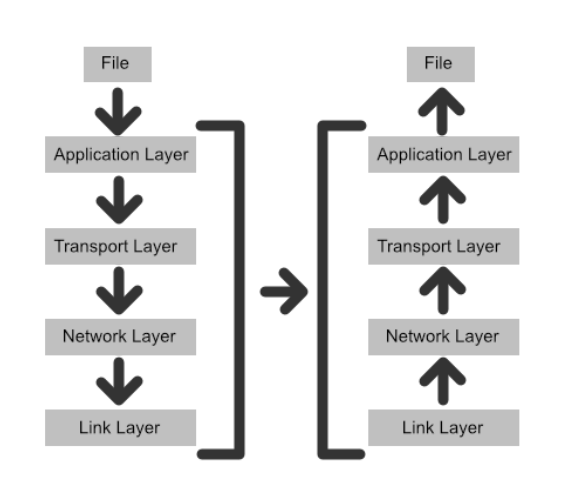 File
Application Layer
Transport Layer
Network Layer
Link Layer
File
Application Layer
Transport Layer
Network Layer
Link Layer